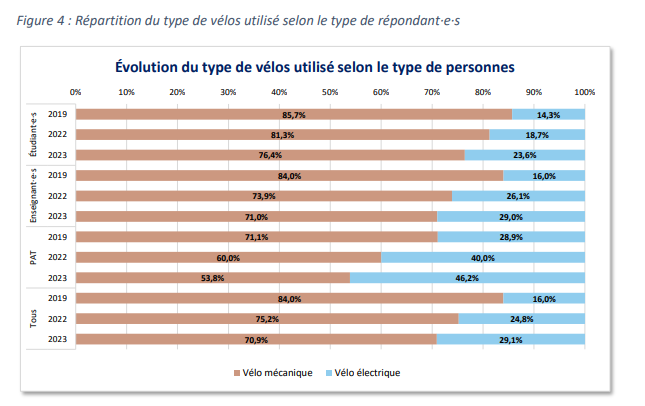 Figure 4 : Répartition du type de vélos utilisé selon le type de répondant·e·s
Évolution du type de vélos utilisé selon le type de personnes
0% 10% 20% 30% 40% 50% 60% 70% 80% 90% 100%
Étudiant·e·s
2019 85,7% 14,3%
2022 81,3% 18,7%
2023 76,4% 23,6%
Enseignant·e·s
2019 84,0% 16,0%
2022 73,9% 26,1%
2023 71,0% 29,0%
PAT
2019 71,1% 28,9%
2022 60,0% 40,0%
2023 53,8% 46,2%
Tous
2019 84,0% 16,0%
2022 75,2% 24,8%
2023 70,9% 29,1%
Vélo mécanique Vélo électrique